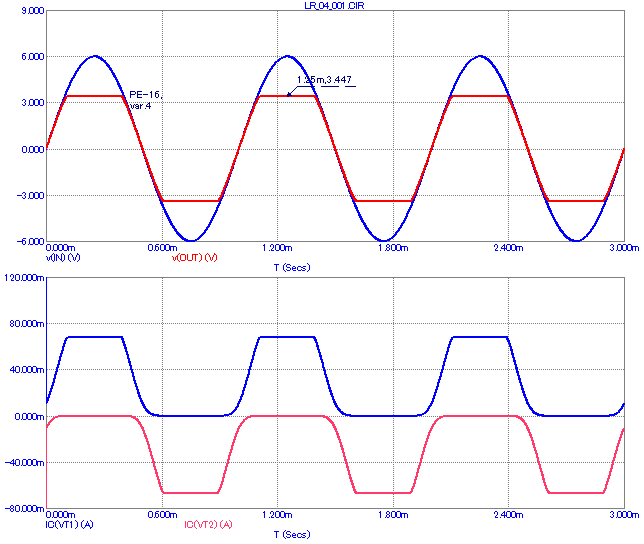 LR_04_001.CIR
9.000
6.000
3.000
0.000
-3.000
-6.000
PE-16,
var.4
1.25m,3.447
0.000m 0.600m 1.200m 1.800m 2.400m 3.000m
v(IN) (V) v(OUT) (V)
T (Secs)
120.000m
80.000m
40.000m
0.000m
-40.000m
-80.000m
0.000m 0.600m 1.200m 1.800m 2.400m 3.000m
IC(VT1) (A) IC(VT2) (A)
T (Secs)